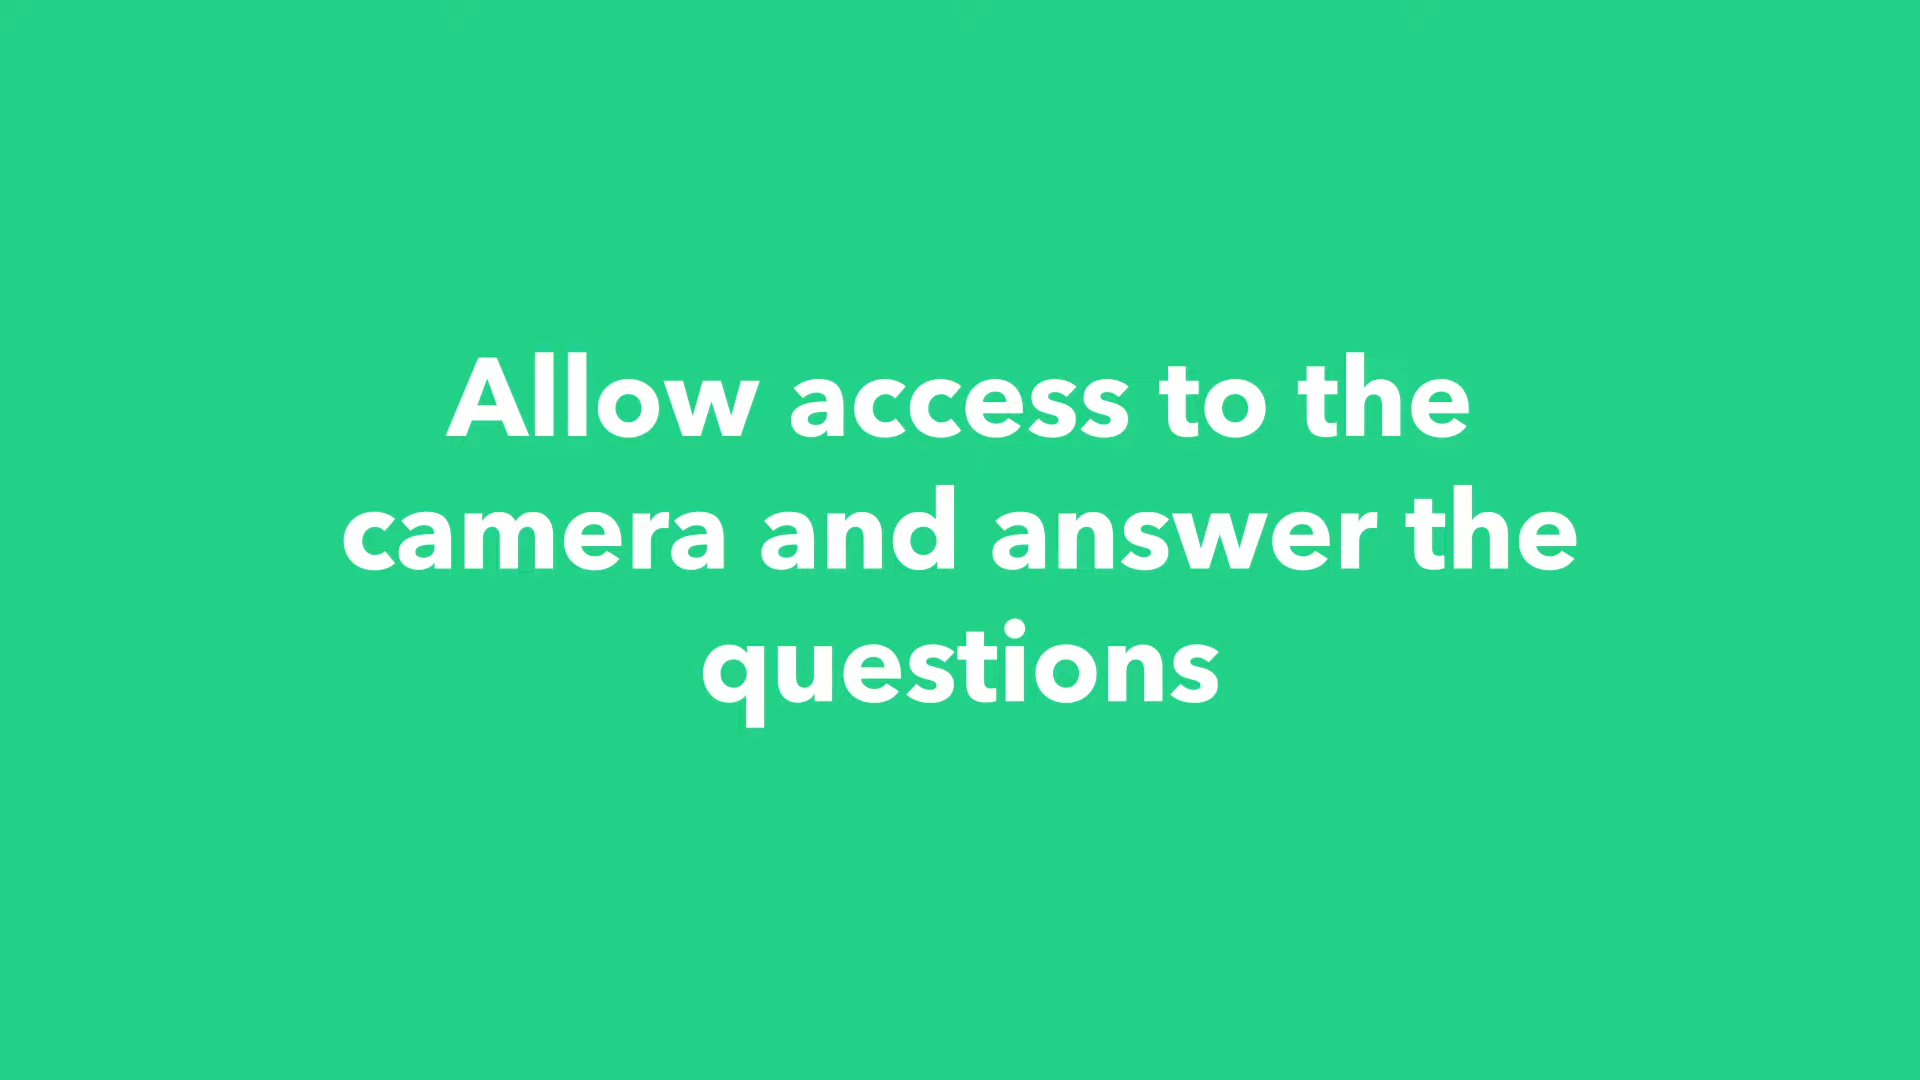 Allow access to the
camera and answer the
questions